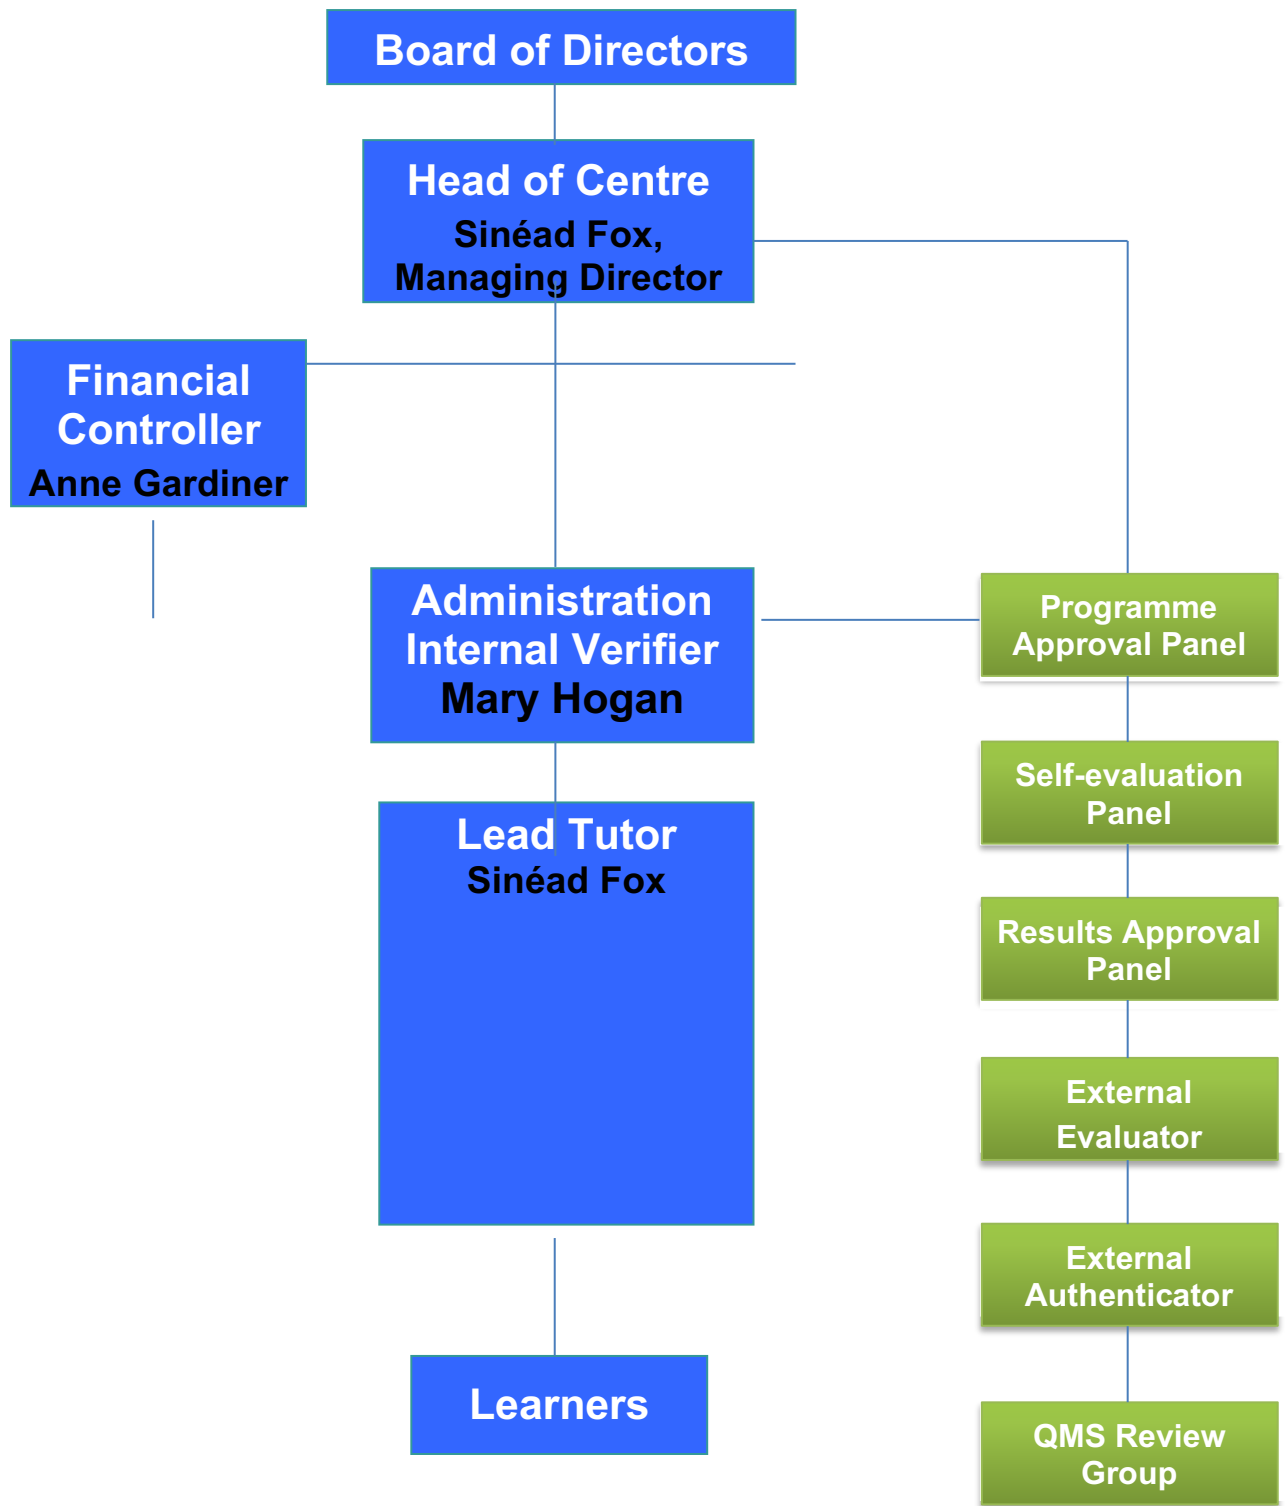 Board of Directors
Head of Centre
Sinéad Fox,
Managing Director
Financial
Controller
Anne Gardiner
Administration
Internal Verifier
Mary Hogan
Lead Tutor
Sinéad Fox
Learners
Programme
Approval Panel
Self-evaluation
Panel
Results Approval
Panel
External
Evaluator
External
Authenticator
QMS Review
Group